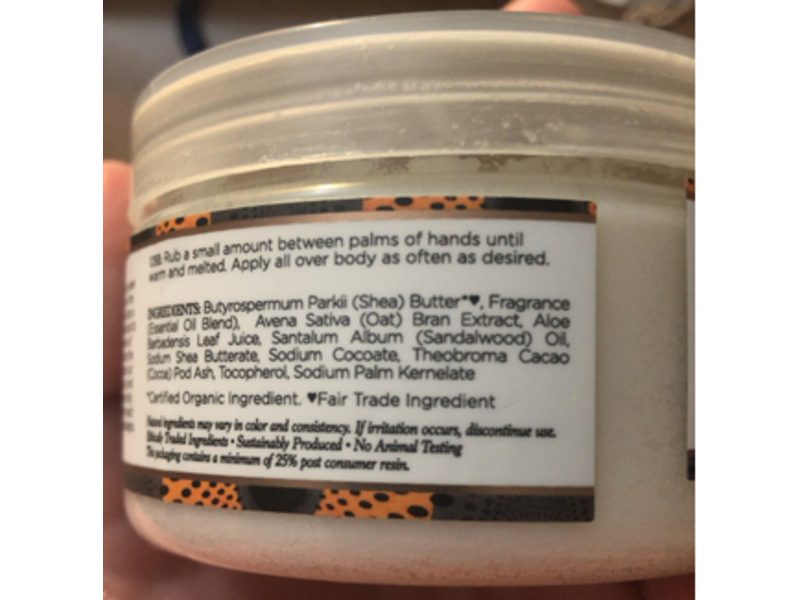 USE: Rub a small amount between palms of hands until
warm and melted. Apply all over body as often as desired.
INGREDIENTS: Butyrospermum Parkii (Shea) Butter*♥, Fragrance
(Essential Oil Blend), Avena Sativa (Oat) Bran Extract, Aloe
Barbadensis Leaf Juice, Santalum Album (Sandalwood) Oil,
Sodium Shea Butterate, Sodium Cocoate, Theobroma Cacao
(Cocoa) Pod Ash, Tocopherol, Sodium Palm Kernelate
*Certified Organic Ingredient. ♥Fair Trade Ingredient
Natural ingredients may vary in color and consistency. If irritation occurs, discontinue use.
Ethically Traded Ingredients • Sustainably Produced • No Animal Testing
This packaging contains a minimum of 25% post consumer resin.